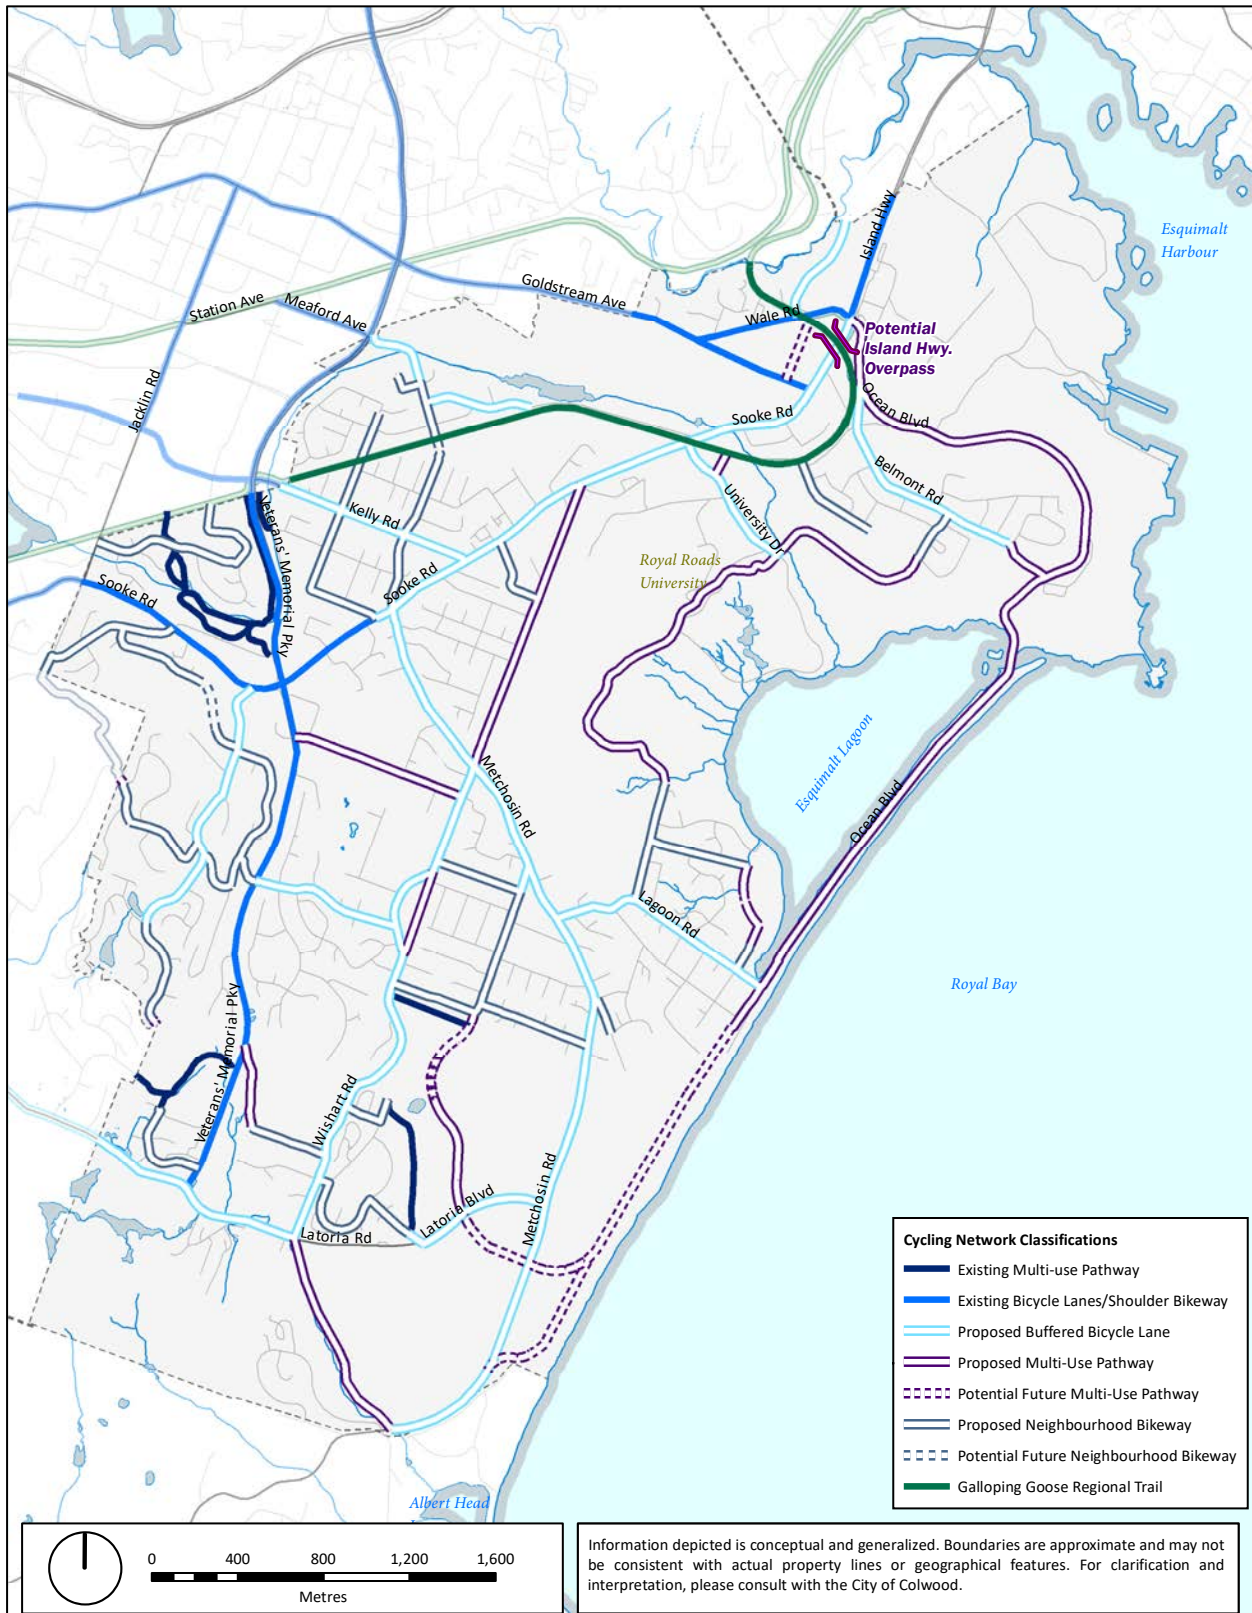 Esquimalt
Harbour
Island Hwy
Goldstream Ave
Station Ave
Meaford Ave
Wale Rd
Potential
Island Hwy.
Overpass
Jacklin Rd
Ocean Blvd
Sooke Rd
Belmont Rd
University Dr
Kelly Rd
Veterans' Memorial Pky
Royal Roads
University
Sooke Rd
Sooke Rd
Esquimalt Lagoon
Metchosin Rd
Ocean Blvd
Lagoon Rd
Royal Bay
Veterans' Memorial Pky
Wishart Rd
Metchosin Rd
Latoria Blvd
Latoria Rd
Cycling Network Classifications
Existing Multi-use Pathway
Existing Bicycle Lanes/Shoulder Bikeway
Proposed Buffered Bicycle Lane
Proposed Multi-Use Pathway
Potential Future Multi-Use Pathway
Proposed Neighbourhood Bikeway
Potential Future Neighbourhood Bikeway
Galloping Goose Regional Trail
Albert Head
0 400 800 1,200 1,600
Metres
Information depicted is conceptual and generalized. Boundaries are approximate and may not
be consistent with actual property lines or geographical features. For clarification and
interpretation, please consult with the City of Colwood.